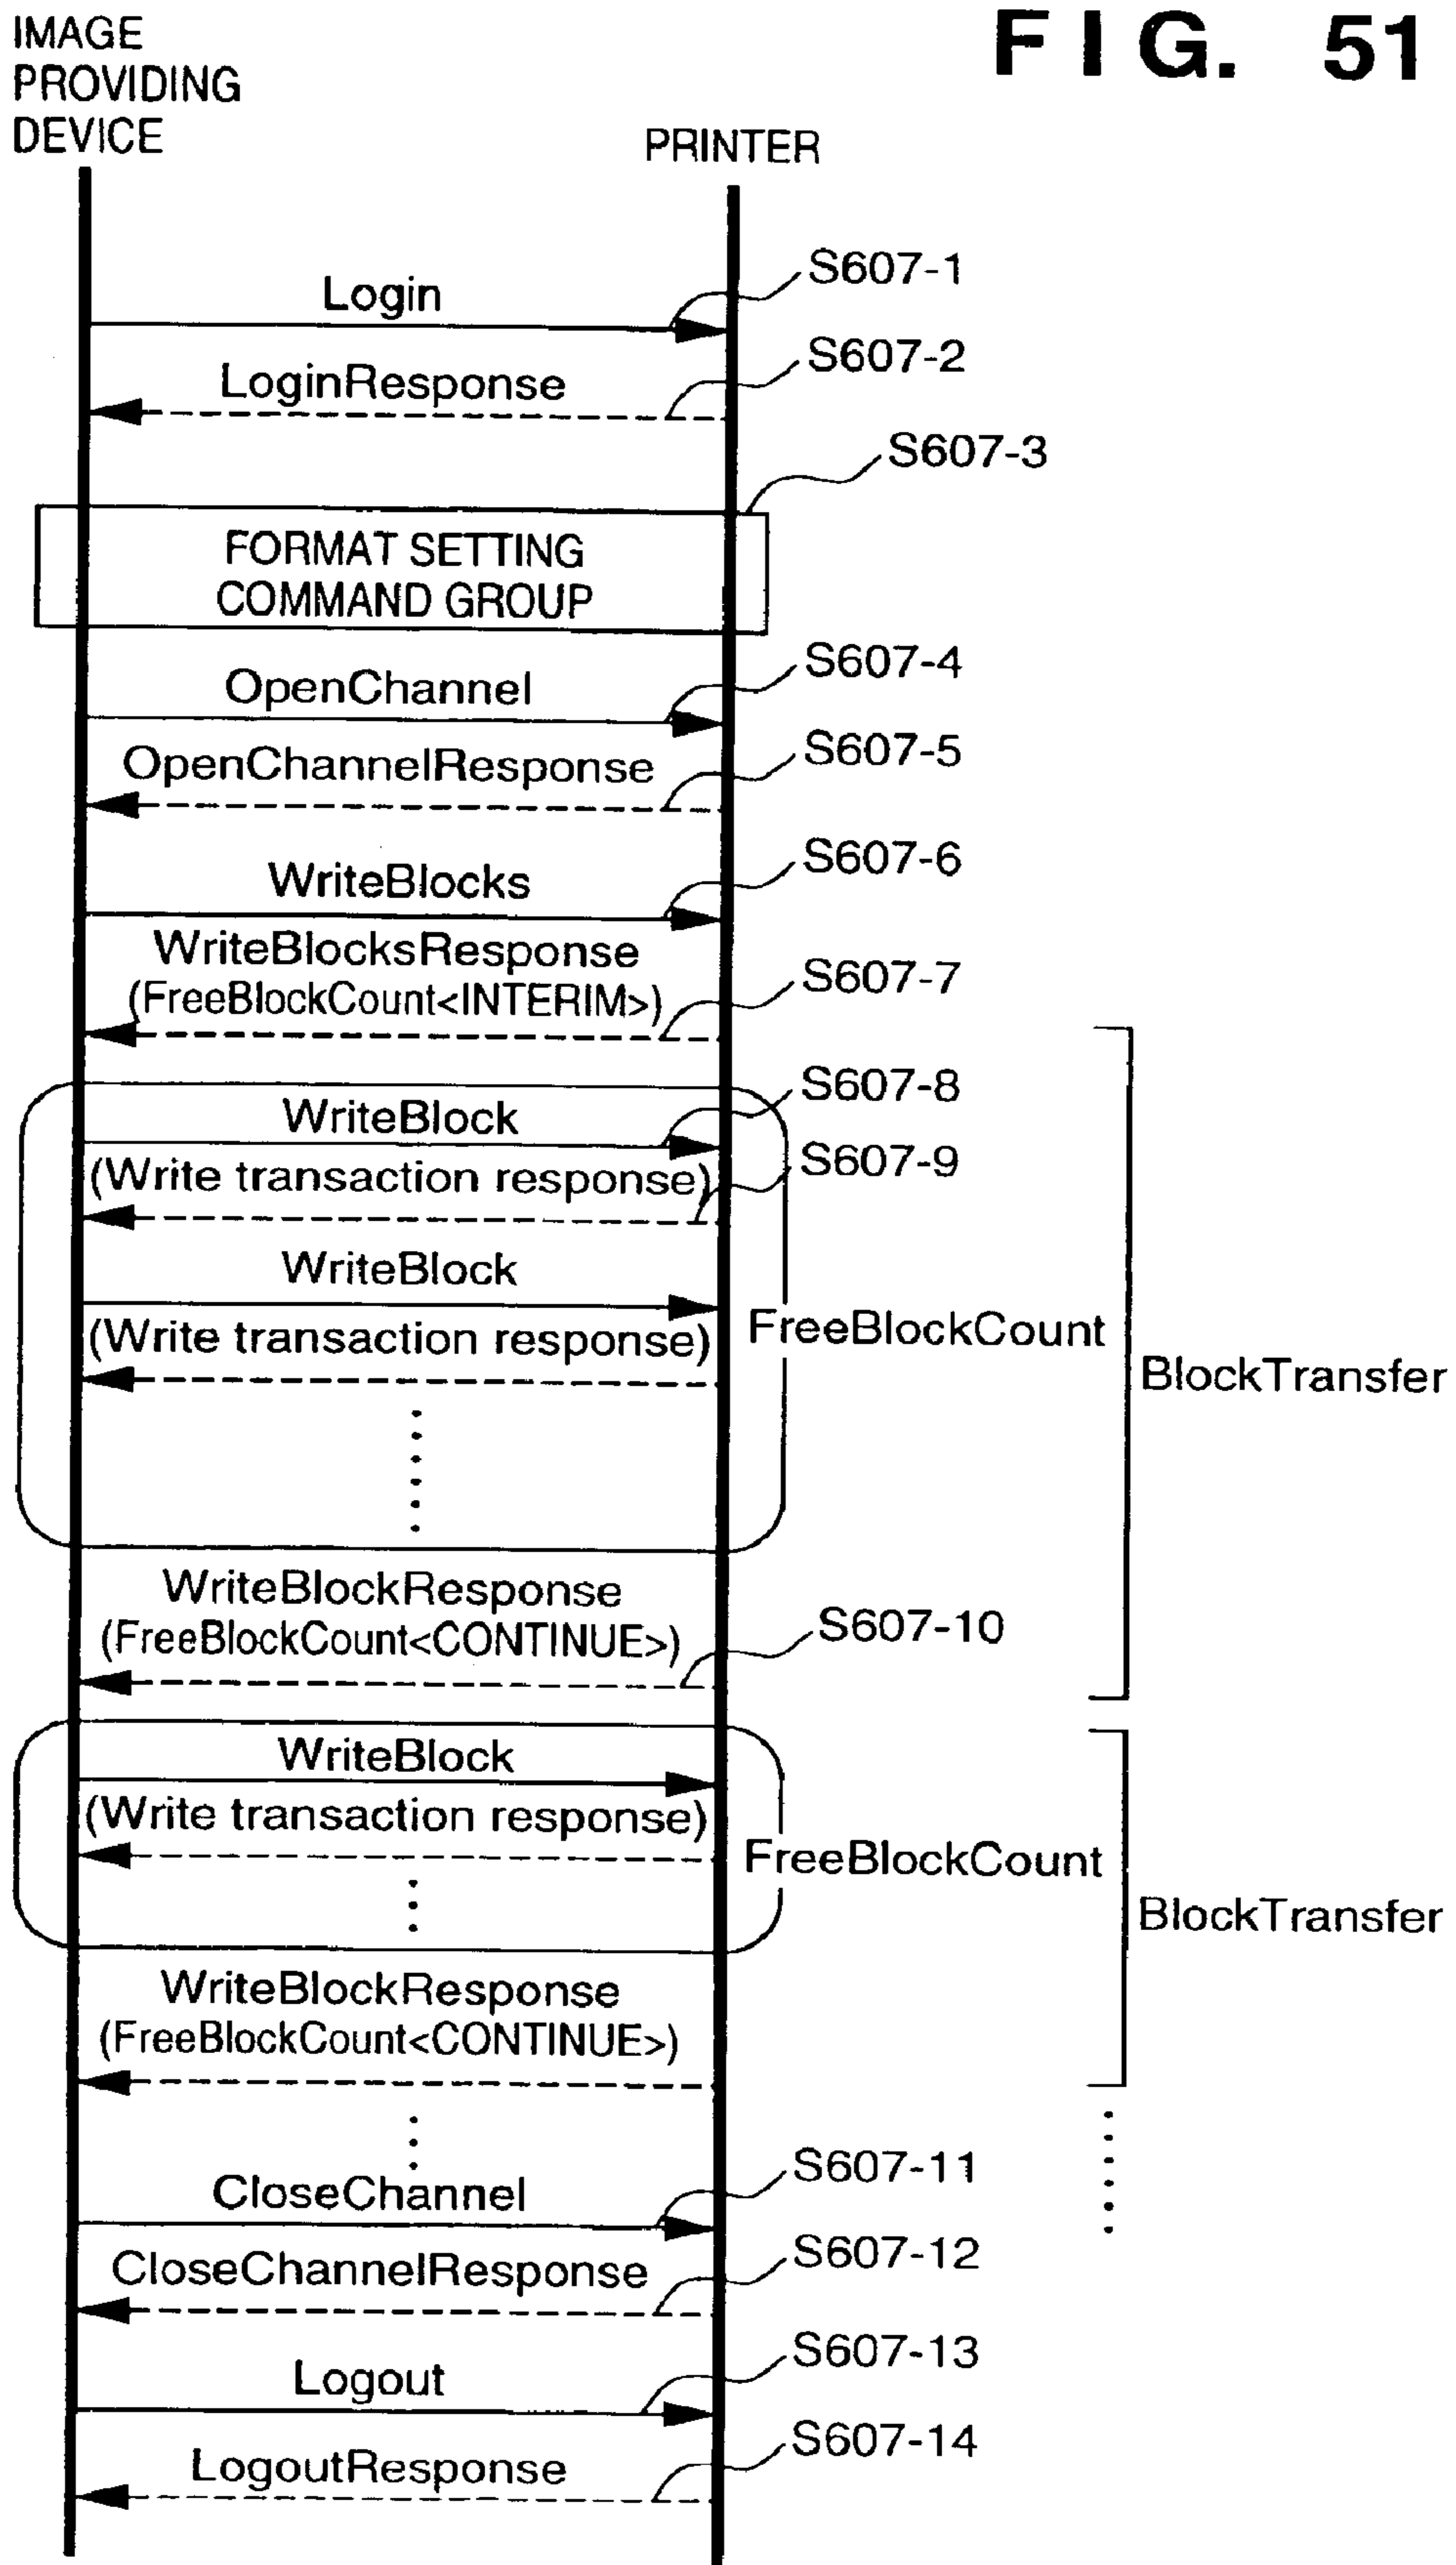 FIG. 51
IMAGE
PROVIDING
DEVICE
PRINTER
Login
S607-1
LoginResponse
S607-2
S607-3
FORMAT SETTING
COMMAND GROUP
OpenChannel
S607-4
OpenChannelResponse
S607-5
WriteBlocks
S607-6
WriteBlocksResponse
(FreeBlockCount<INTERIM>)
S607-7
WriteBlock
S607-8
(Write transaction response)
S607-9
WriteBlock
(Write transaction response)
FreeBlockCount
BlockTransfer
WriteBlockResponse
(FreeBlockCount<CONTINUE>)
S607-10
WriteBlock
(Write transaction response)
FreeBlockCount
BlockTransfer
WriteBlockResponse
(FreeBlockCount<CONTINUE>)
CloseChannel
S607-11
CloseChannelResponse
S607-12
Logout
S607-13
LogoutResponse
S607-14